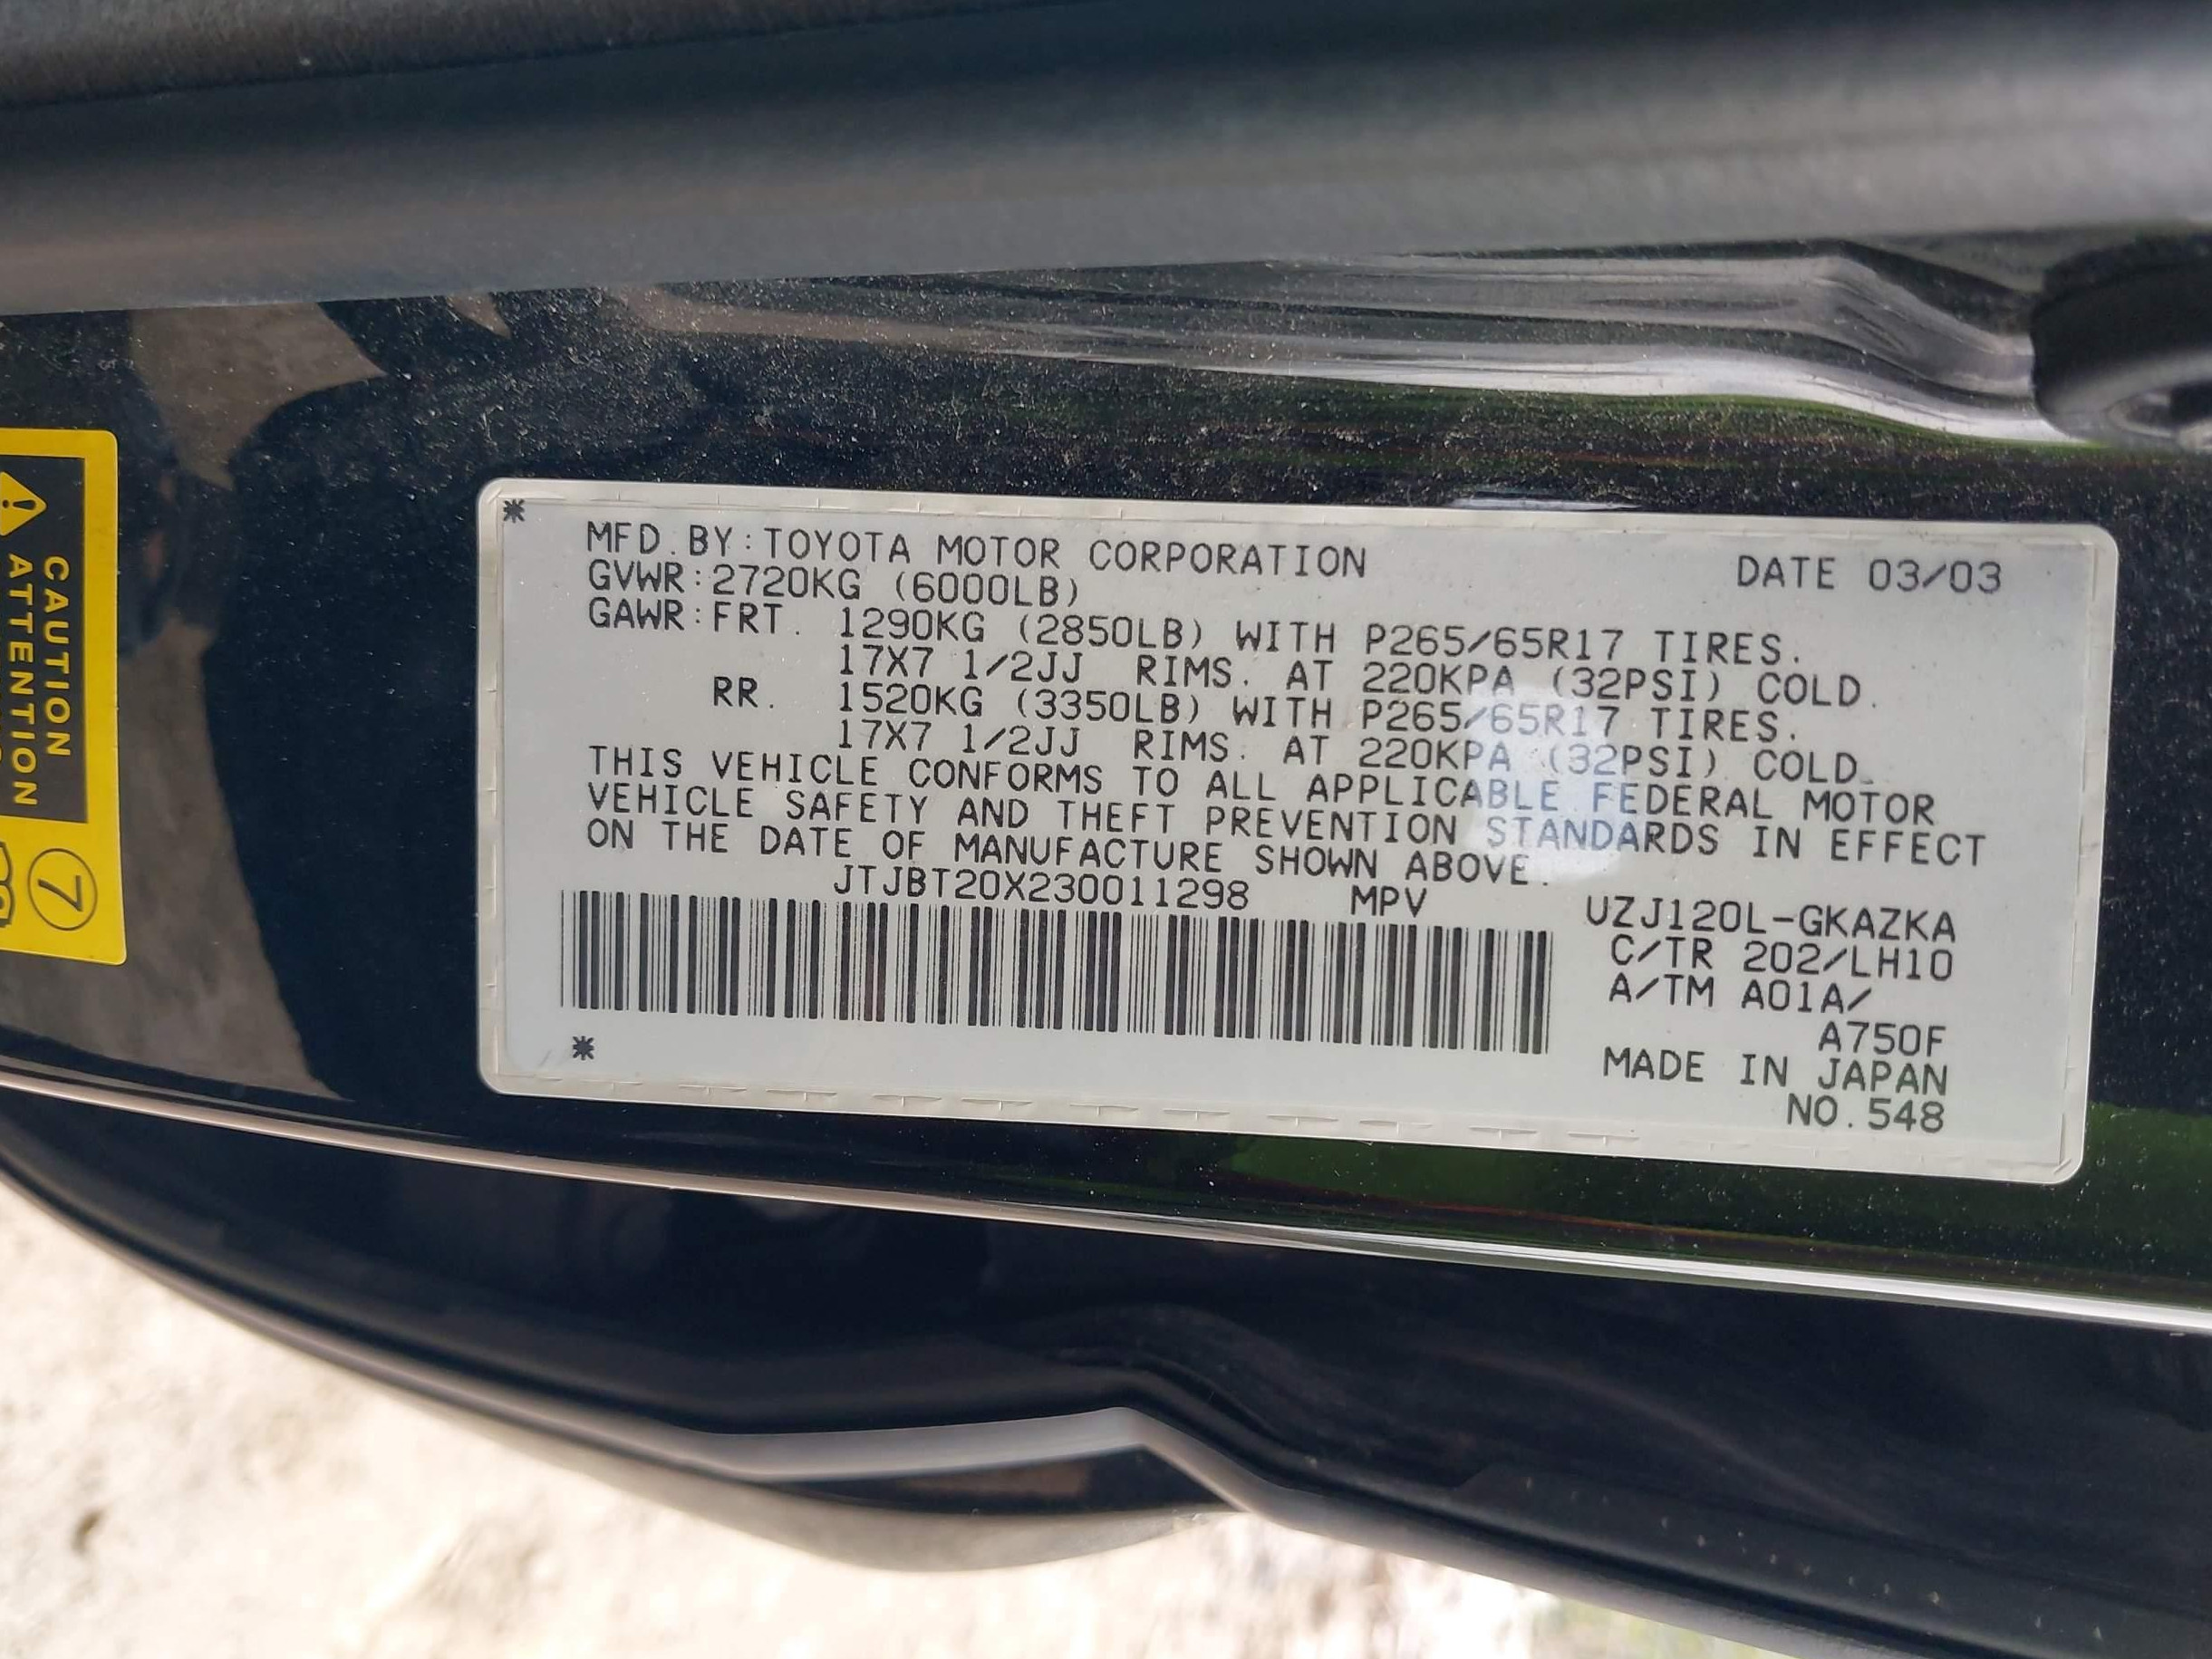 MFD. BY: TOYOTA MOTOR CORPORATION DATE 03/03
GVWR: 2720KG (6000LB)
GAWR: FRT. 1290KG (2850LB) WITH P265/65R17 TIRES.
17X7 1/2JJ RIMS. AT 220KPA (32PSI) COLD.
RR. 1520KG (3350LB) WITH P265/65R17 TIRES.
17X7 1/2JJ RIMS. AT 220KPA (32PSI) COLD.
THIS VEHICLE CONFORMS TO ALL APPLICABLE FEDERAL MOTOR
VEHICLE SAFETY AND THEFT PREVENTION STANDARDS IN EFFECT
ON THE DATE OF MANUFACTURE SHOWN ABOVE.
JTJBT20X230011298 MPV UZJ120L-GKAZKA
C/TR 202/LH10
A/TM A01A/
A750F
MADE IN JAPAN
NO. 548
CAUTION
ATTENTION
7